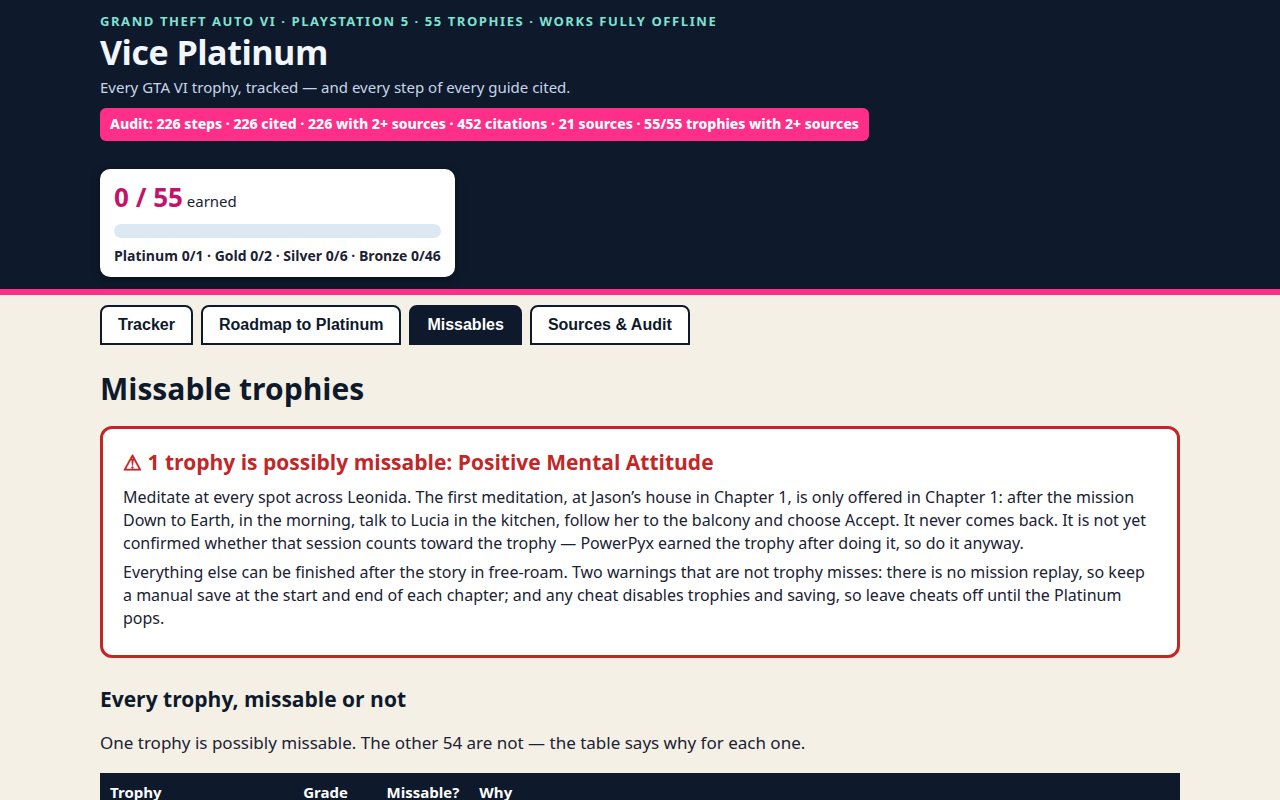 GRAND THEFT AUTO VI · PLAYSTATION 5 · 55 TROPHIES · WORKS FULLY OFFLINE
Vice Platinum
Every GTA VI trophy, tracked — and every step of every guide cited.
Audit: 226 steps · 226 cited · 226 with 2+ sources · 452 citations · 21 sources · 55/55 trophies with 2+ sources
0 / 55 earned
Platinum 0/1 · Gold 0/2 · Silver 0/6 · Bronze 0/46
Tracker Roadmap to Platinum Missables Sources & Audit
Missable trophies
⚠ 1 trophy is possibly missable: Positive Mental Attitude
Meditate at every spot across Leonida. The first meditation, at Jason’s house in Chapter 1, is only offered in Chapter 1: after the mission
Down to Earth, in the morning, talk to Lucia in the kitchen, follow her to the balcony and choose Accept. It never comes back. It is not yet
confirmed whether that session counts toward the trophy — PowerPyx earned the trophy after doing it, so do it anyway.
Everything else can be finished after the story in free-roam. Two warnings that are not trophy misses: there is no mission replay, so keep
a manual save at the start and end of each chapter; and any cheat disables trophies and saving, so leave cheats off until the Platinum
pops.
Every trophy, missable or not
One trophy is possibly missable. The other 54 are not — the table says why for each one.
Trophy Grade Missable? Why